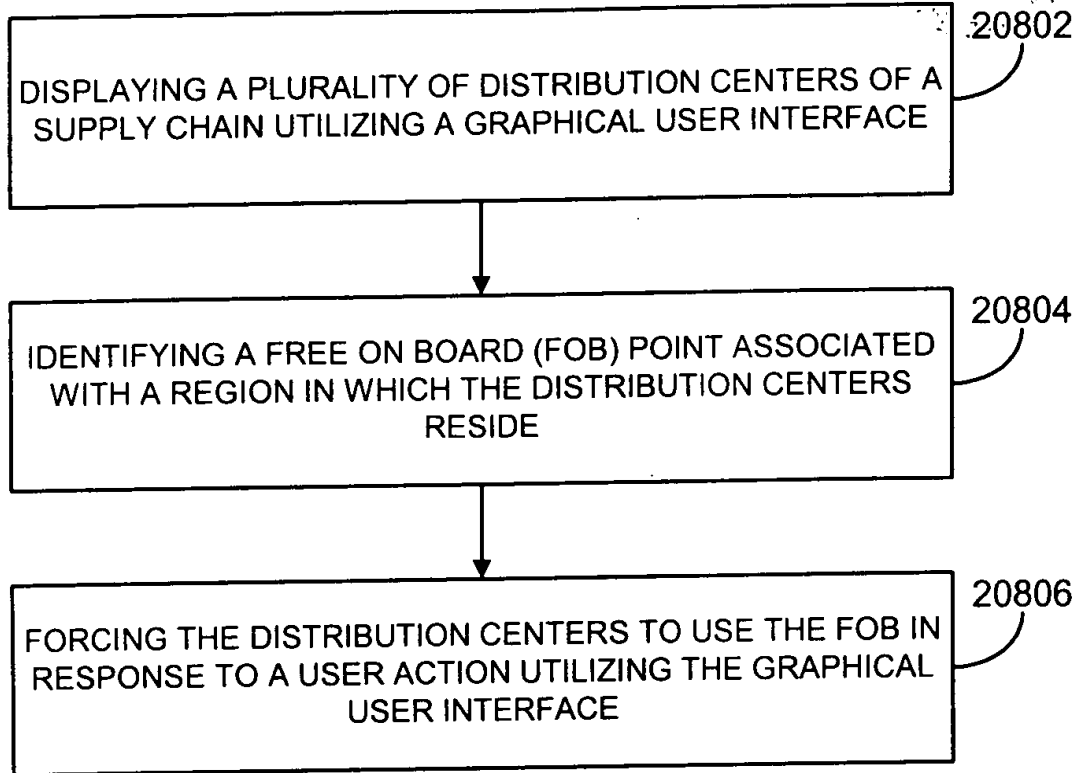 20802
DISPLAYING A PLURALITY OF DISTRIBUTION CENTERS OF A
SUPPLY CHAIN UTILIZING A GRAPHICAL USER INTERFACE
20804
IDENTIFYING A FREE ON BOARD (FOB) POINT ASSOCIATED
WITH A REGION IN WHICH THE DISTRIBUTION CENTERS
RESIDE
20806
FORCING THE DISTRIBUTION CENTERS TO USE THE FOB IN
RESPONSE TO A USER ACTION UTILIZING THE GRAPHICAL
USER INTERFACE